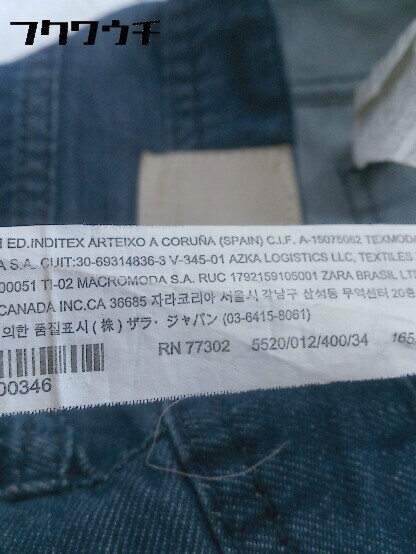 フクワウチ
ED.INDITEX ARTEIXO A CORUÑA (SPAIN) C.I.F. A-15075062 TEXMOD
A S.A. CUIT:30-69314836-3 V-345-01 AZKA LOGISTICS LLC, TEXTILES
00051 TI-02 MACROMODA S.A. RUC 1792159105001 ZARA BRASIL LT
CANADA INC.CA 36685 자라코리아 서울시 강남구 삼성동 무역센터 20층
의한 품질표시 (株) ザラ・ジャパン (03-6415-8061)
RN 77302 5520/012/400/34 165
00346